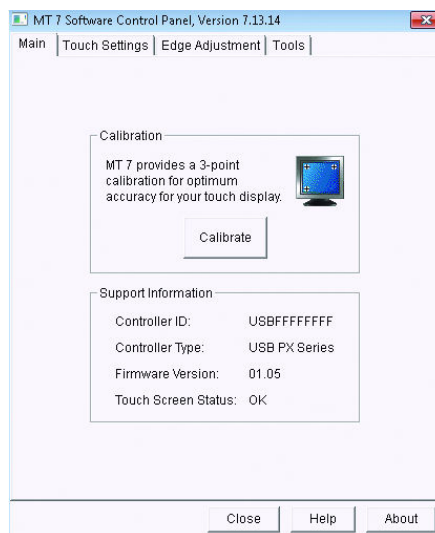 MT 7 Software Control Panel, Version 7.13.14
Main Touch Settings Edge Adjustment Tools
Calibration
MT 7 provides a 3-point
calibration for optimum
accuracy for your touch display.
Calibrate
Support Information
Controller ID: USBFFFFFFFF
Controller Type: USB PX Series
Firmware Version: 01.05
Touch Screen Status: OK
Close Help About